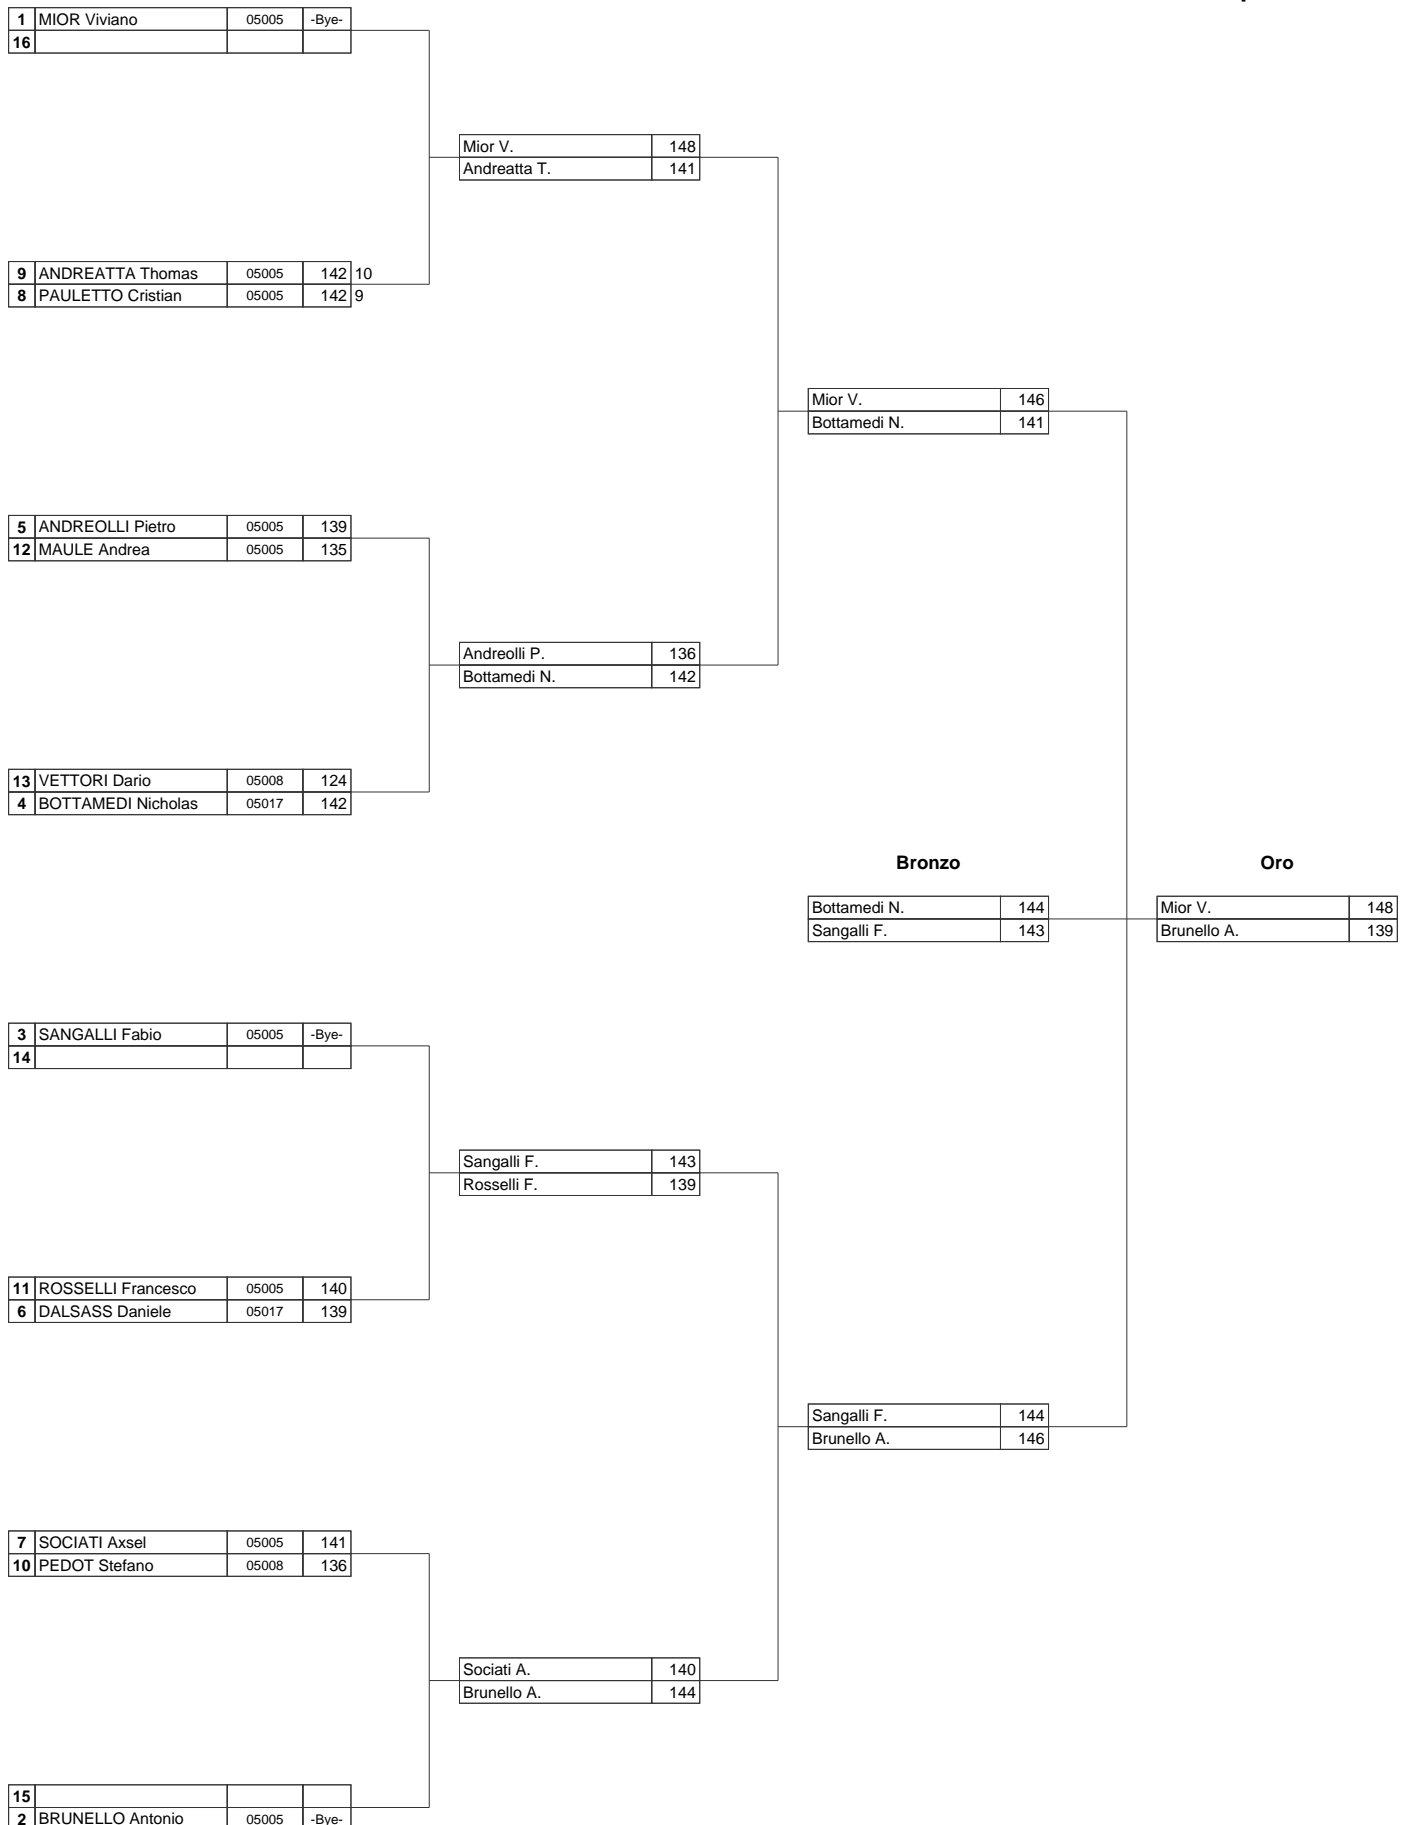 1 MIOR Viviano 05005 -Bye-
16
Mior V. 148
Andreatta T. 141
9 ANDREATTA Thomas 05005 142 10
8 PAULETTO Cristian 05005 142 9
Mior V. 146
Bottamedi N. 141
5 ANDREOLLI Pietro 05005 139
12 MAULE Andrea 05005 135
Andreolli P. 136
Bottamedi N. 142
13 VETTORI Dario 05008 124
4 BOTTAMEDI Nicholas 05017 142
Bronzo Oro
Bottamedi N. 144 Mior V. 148
Sangalli F. 143 Brunello A. 139
3 SANGALLI Fabio 05005 -Bye-
14
Sangalli F. 143
Rosselli F. 139
11 ROSSELLI Francesco 05005 140
6 DALSASS Daniele 05017 139
Sangalli F. 144
Brunello A. 146
7 SOCIATI Axsel 05005 141
10 PEDOT Stefano 05008 136
Sociati A. 140
Brunello A. 144
15
2 BRUNELLO Antonio 05005 -Bye-